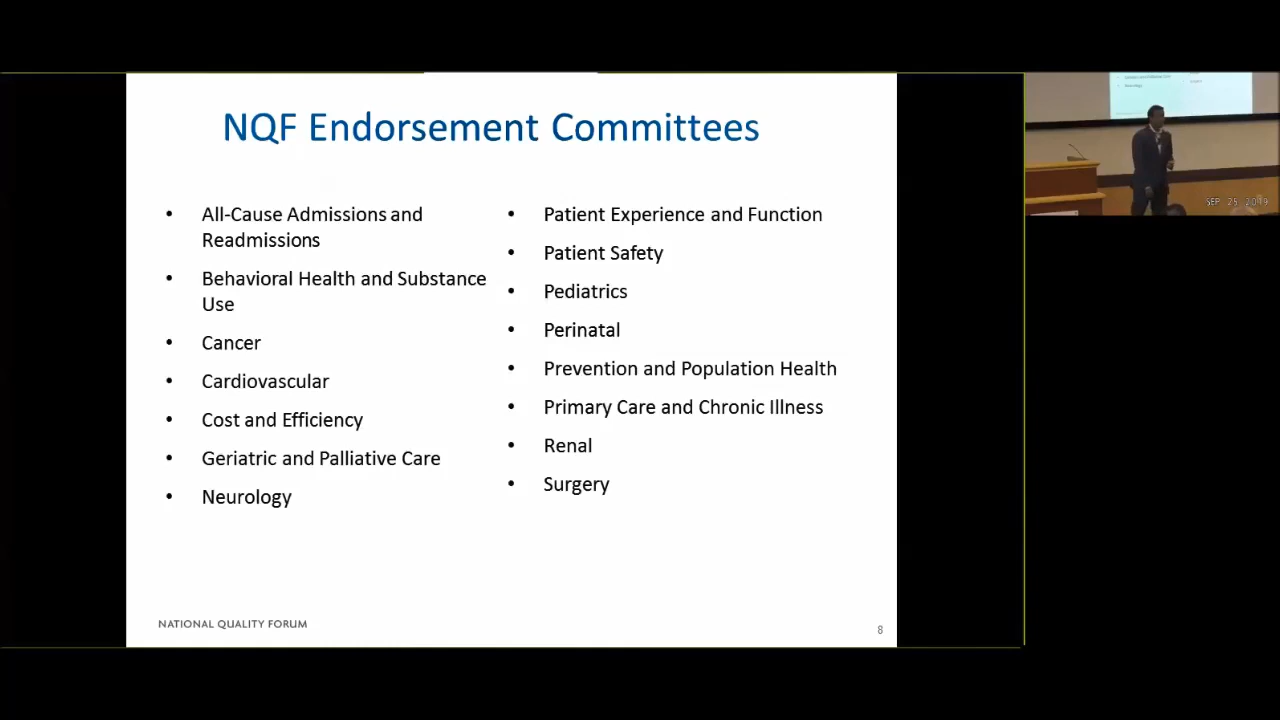 NQF Endorsement Committees
• All-Cause Admissions and
Readmissions
• Behavioral Health and Substance
Use
• Cancer
• Cardiovascular
• Cost and Efficiency
• Geriatric and Palliative Care
• Neurology
• Patient Experience and Function
• Patient Safety
• Pediatrics
• Perinatal
• Prevention and Population Health
• Primary Care and Chronic Illness
• Renal
• Surgery
NATIONAL QUALITY FORUM
8
SEP 25 2019